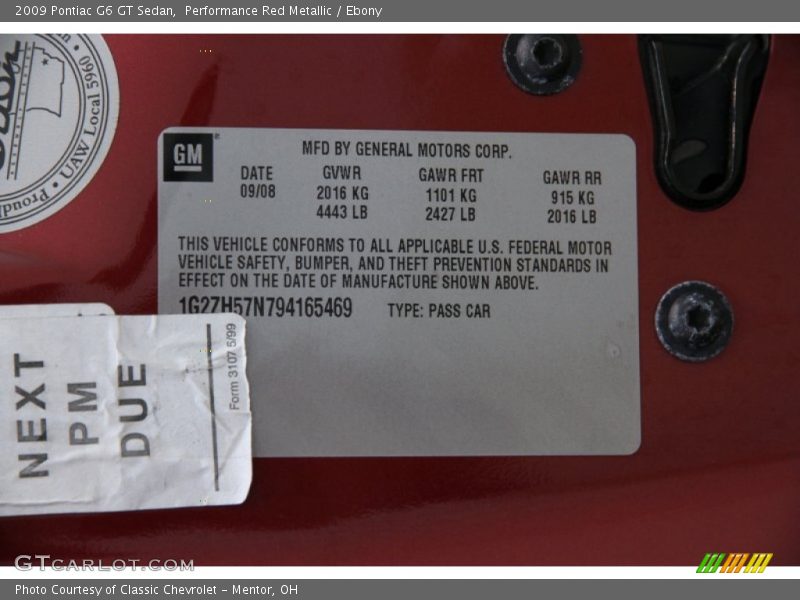 2009 Pontiac G6 GT Sedan,  Performance Red Metallic / Ebony
UAW Local 5960
Proudly
GM
MFD BY GENERAL MOTORS CORP.
DATE GVWR GAWR FRT GAWR RR
09/08 2016 KG 1101 KG 915 KG
4443 LB 2427 LB 2016 LB
THIS VEHICLE CONFORMS TO ALL APPLICABLE U.S. FEDERAL MOTOR
VEHICLE SAFETY, BUMPER, AND THEFT PREVENTION STANDARDS IN
EFFECT ON THE DATE OF MANUFACTURE SHOWN ABOVE.
1G2ZH57N794165469 TYPE: PASS CAR
NEXT
PM
DUE
Form 3107 5/99
GTCARLOT.COM
Photo Courtesy of Classic Chevrolet - Mentor, OH